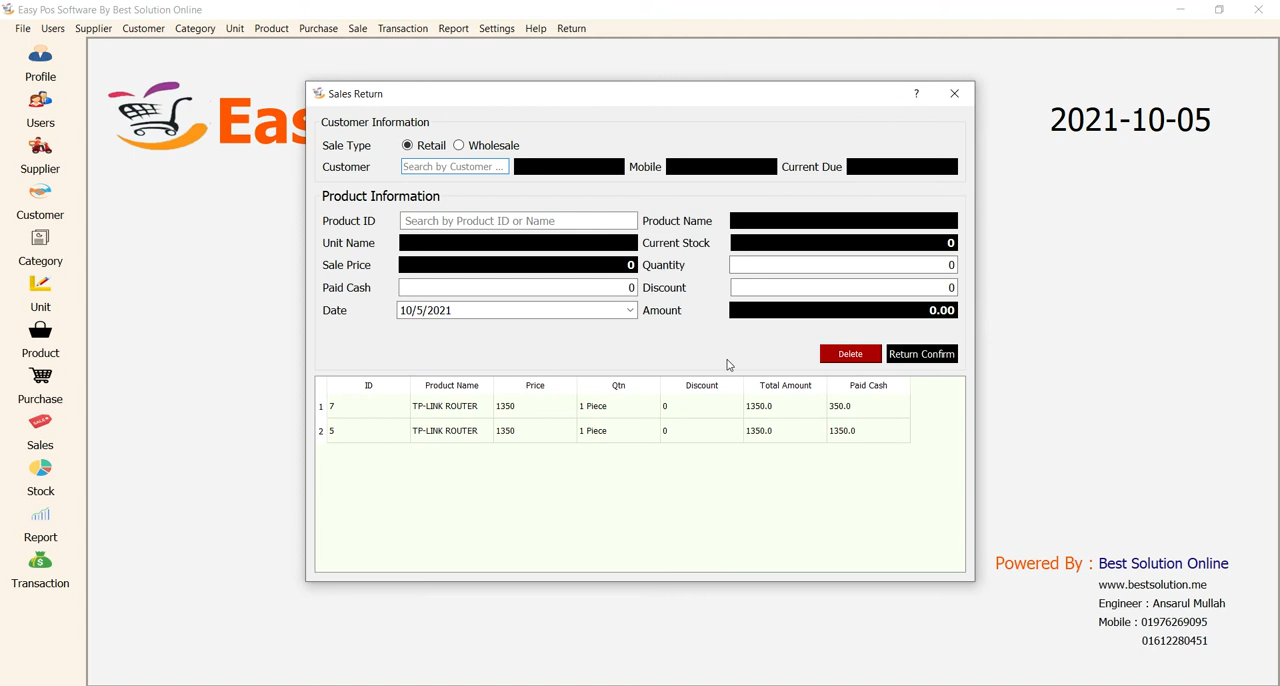 Easy Pos Software By Best Solution Online
File Users Supplier Customer Category Unit Product Purchase Sale Transaction Report Settings Help Return
Profile
Users
Supplier
Customer
Category
Unit
Product
Purchase
Sales
Stock
Report
Transaction
Eas
2021-10-05
Sales Return
?
Customer Information
Sale Type Retail Wholesale
Customer Search by Customer ... Mobile Current Due
Product Information
Product ID Search by Product ID or Name Product Name
Unit Name Current Stock 0
Sale Price 0 Quantity 0
Paid Cash 0 Discount 0
Date 10/5/2021 Amount 0.00
Delete Return Confirm
ID Product Name Price Qtn Discount Total Amount Paid Cash
1 7 TP-LINK ROUTER 1350 1 Piece 0 1350.0 350.0
2 5 TP-LINK ROUTER 1350 1 Piece 0 1350.0 1350.0
Powered By : Best Solution Online
www.bestsolution.me
Engineer : Ansarul Mullah
Mobile : 01976269095
01612280451